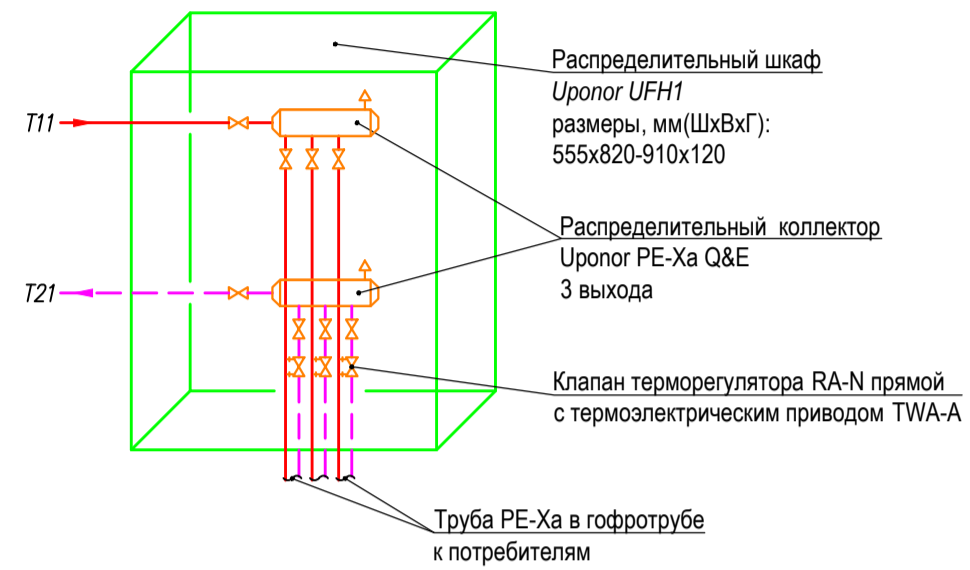 Распределительный шкаф
Uponor UFH1
размеры, мм(ШxВxГ):
555x820-910x120
T11
Распределительный коллектор
Uponor PE-Xa Q&E
3 выхода
T21
Клапан терморегулятора RA-N прямой
с термоэлектрическим приводом TWA-A
Труба PE-Xa в гофротрубе
к потребителям